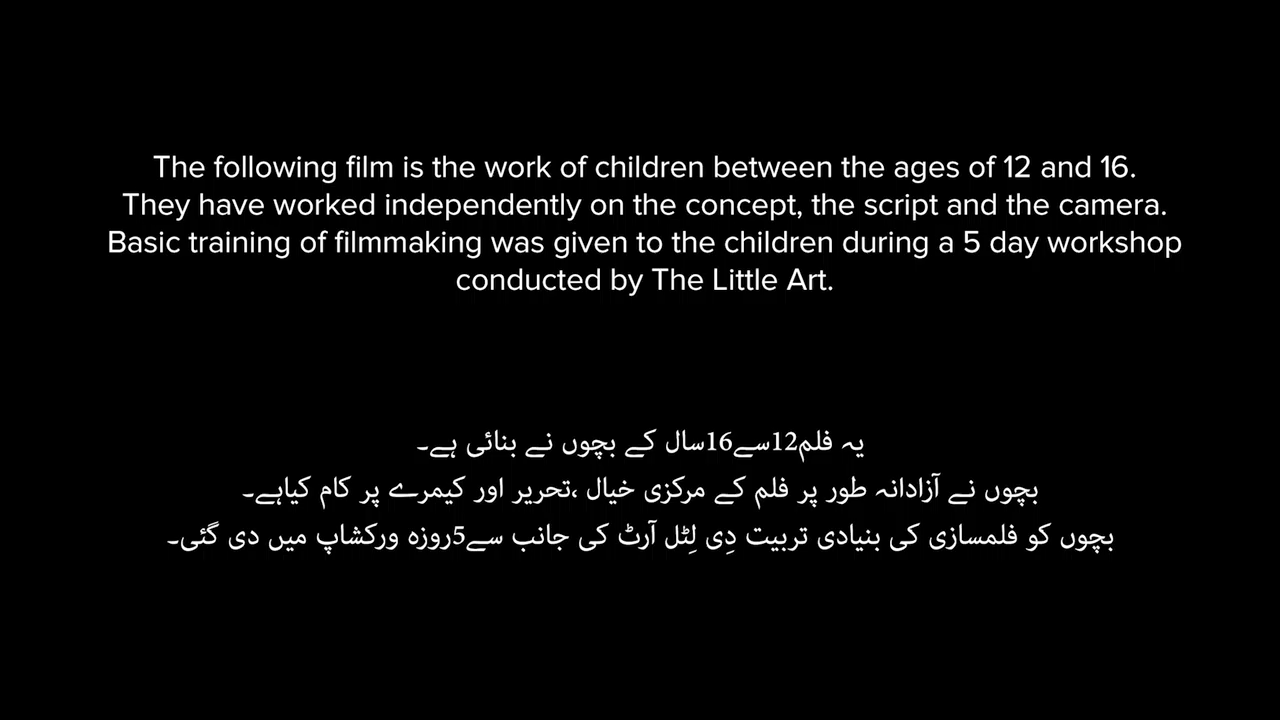 The following film is the work of children between the ages of 12 and 16.
They have worked independently on the concept, the script and the camera.
Basic training of filmmaking was given to the children during a 5 day workshop
conducted by The Little Art.
یہ فلم12سے16سال کے بچوں نے بنائی ہے۔
بچوں نے آزادانہ طور پر فلم کے مرکزی خیال ،تحریر اور کیمرے پر کام کیاہے۔
بچوں کو فلمسازی کی بنیادی تربیت دِی لِٹل آرٹ کی جانب سے5روزہ ورکشاپ میں دی گئی۔